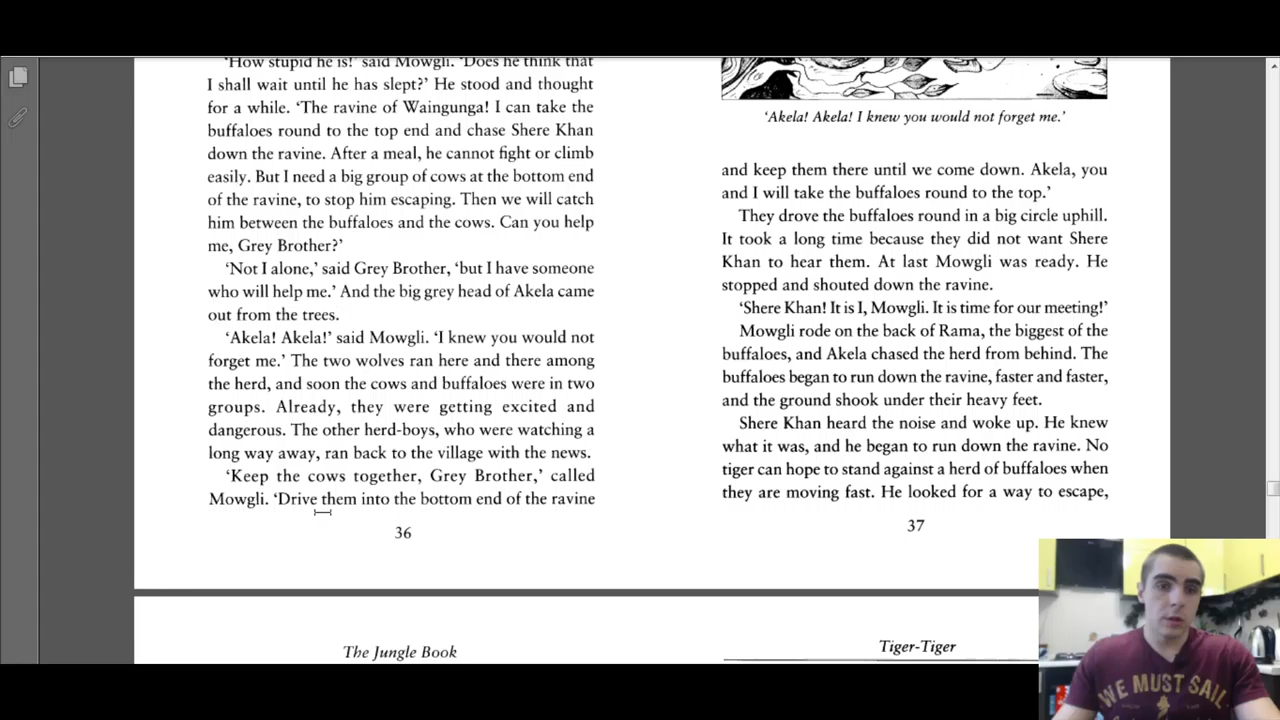 'How stupid he is!' said Mowgli. 'Does he think that
I shall wait until he has slept?' He stood and thought
for a while. 'The ravine of Waingunga! I can take the
buffaloes round to the top end and chase Shere Khan
down the ravine. After a meal, he cannot fight or climb
easily. But I need a big group of cows at the bottom end
of the ravine, to stop him escaping. Then we will catch
him between the buffaloes and the cows. Can you help
me, Grey Brother?'
'Not I alone,' said Grey Brother, 'but I have someone
who will help me.' And the big grey head of Akela came
out from the trees.
'Akela! Akela!' said Mowgli. 'I knew you would not
forget me.' The two wolves ran here and there among
the herd, and soon the cows and buffaloes were in two
groups. Already, they were getting excited and
dangerous. The other herd-boys, who were watching a
long way away, ran back to the village with the news.
'Keep the cows together, Grey Brother,' called
Mowgli. 'Drive them into the bottom end of the ravine
36
'Akela! Akela! I knew you would not forget me.'
and keep them there until we come down. Akela, you
and I will take the buffaloes round to the top.'
They drove the buffaloes round in a big circle uphill.
It took a long time because they did not want Shere
Khan to hear them. At last Mowgli was ready. He
stopped and shouted down the ravine.
'Shere Khan! It is I, Mowgli. It is time for our meeting!'
Mowgli rode on the back of Rama, the biggest of the
buffaloes, and Akela chased the herd from behind. The
buffaloes began to run down the ravine, faster and faster,
and the ground shook under their heavy feet.
Shere Khan heard the noise and woke up. He knew
what it was, and he began to run down the ravine. No
tiger can hope to stand against a herd of buffaloes when
they are moving fast. He looked for a way to escape,
37
The Jungle Book
Tiger-Tiger
WE MUST SAIL